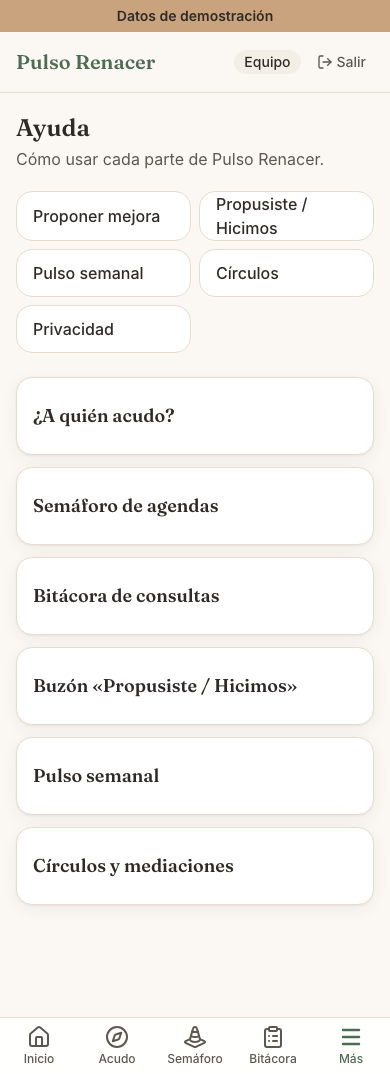 Datos de demostración
Pulso Renacer
Equipo
Salir
Ayuda
Cómo usar cada parte de Pulso Renacer.
Proponer mejora
Propusiste /
Hicimos
Pulso semanal
Círculos
Privacidad
¿A quién acudo?
Semáforo de agendas
Bitácora de consultas
Buzón «Propusiste / Hicimos»
Pulso semanal
Círculos y mediaciones
Inicio
Acudo
Semáforo
Bitácora
Más